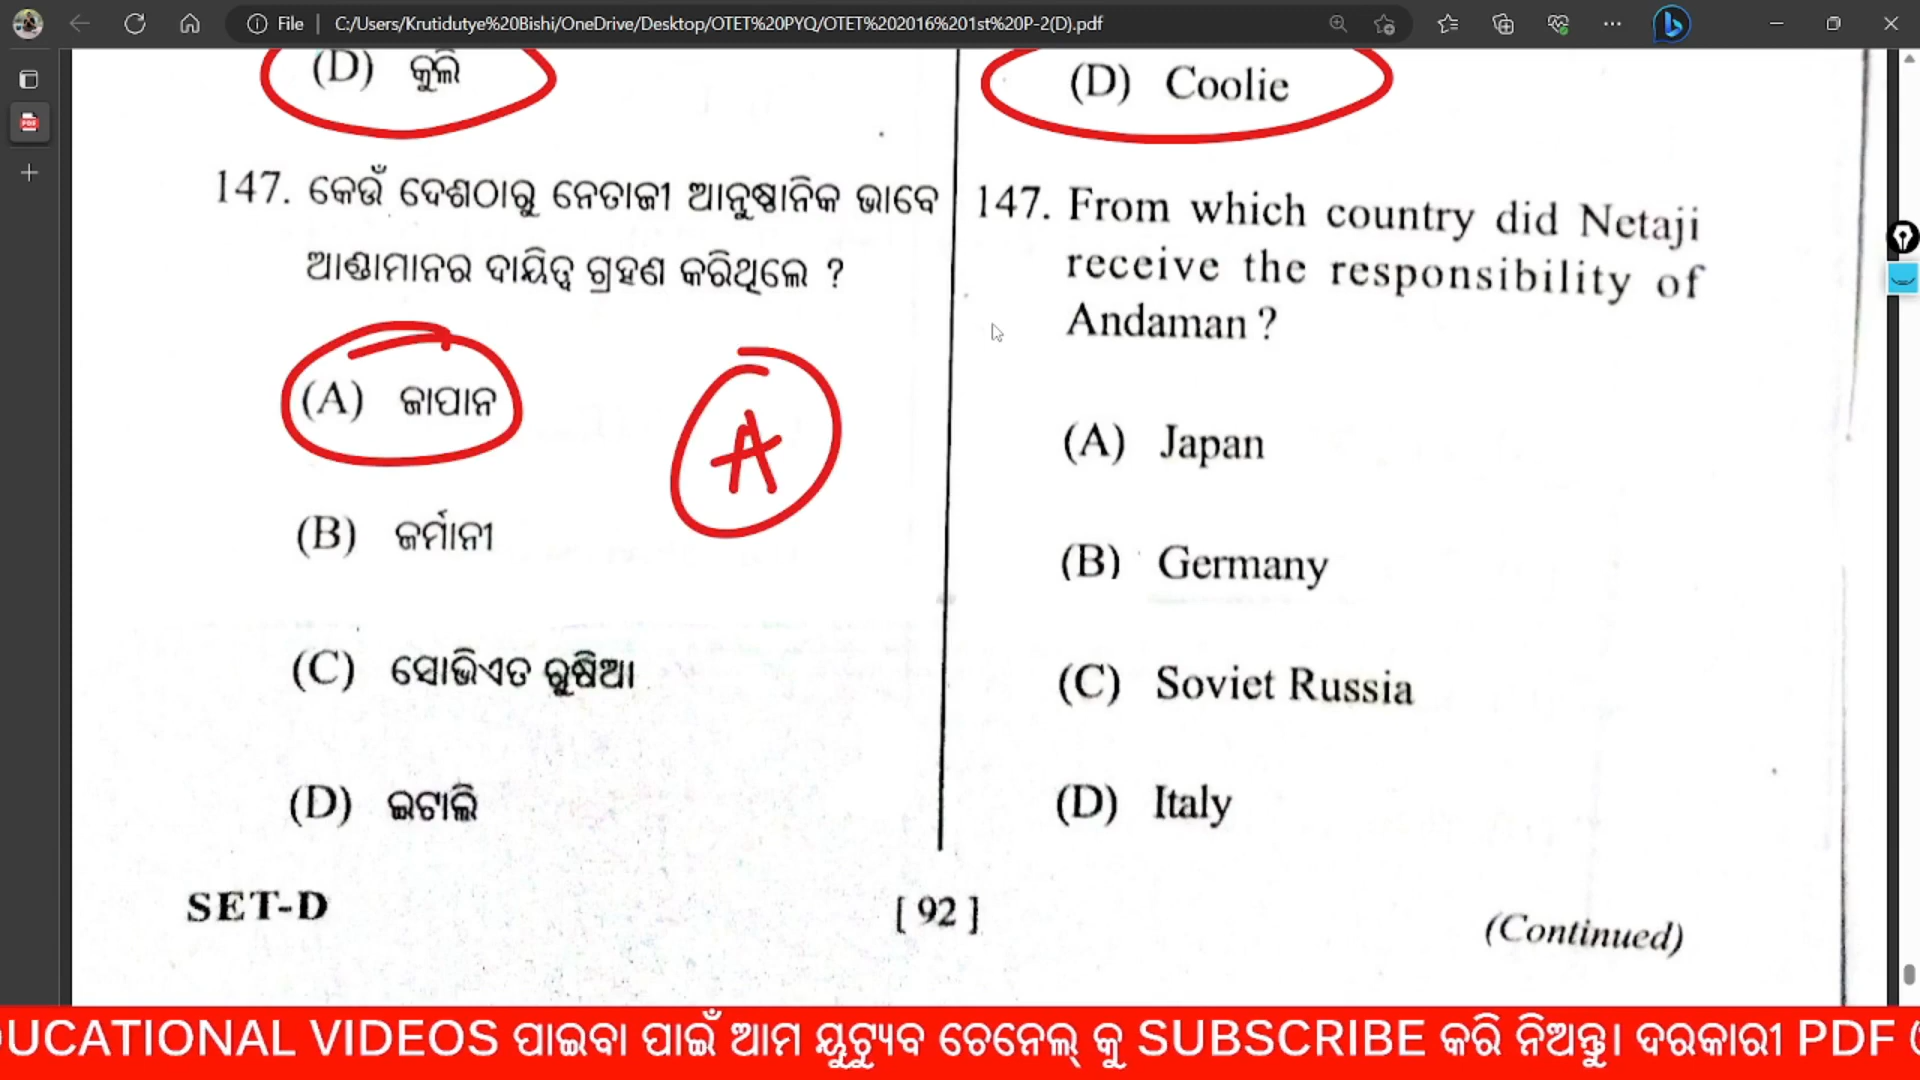 File
C:/Users/Krutidutye%20Bishi/OneDrive/Desktop/OTET%20PYQ/OTET%202016%201st%20P-2(D).pdf
(D) କୁଲି
147. କେଉଁ ଦେଶଠାରୁ ନେତାଜୀ ଆନୁଷ୍ଠାନିକ ଭାବେ
ଆଣ୍ଡାମାନର ଦାୟିତ୍ୱ ଗ୍ରହଣ କରିଥିଲେ ?
(A) ଜାପାନ
A
(B) ଜର୍ମାନୀ
(C) ସୋଭିଏତ ରୁଷିଆ
(D) ଇଟାଲି
(D) Coolie
147. From which country did Netaji
receive the responsibility of
Andaman ?
(A) Japan
(B) Germany
(C) Soviet Russia
(D) Italy
SET-D
[ 92 ]
(Continued)
DUCATIONAL VIDEOS ପାଇବା ପାଇଁ ଆମ ୟୁଟ୍ୟୁବ ଚେନେଲ୍ କୁ SUBSCRIBE କରି ନିଅନ୍ତୁ। ଦରକାରୀ PDF